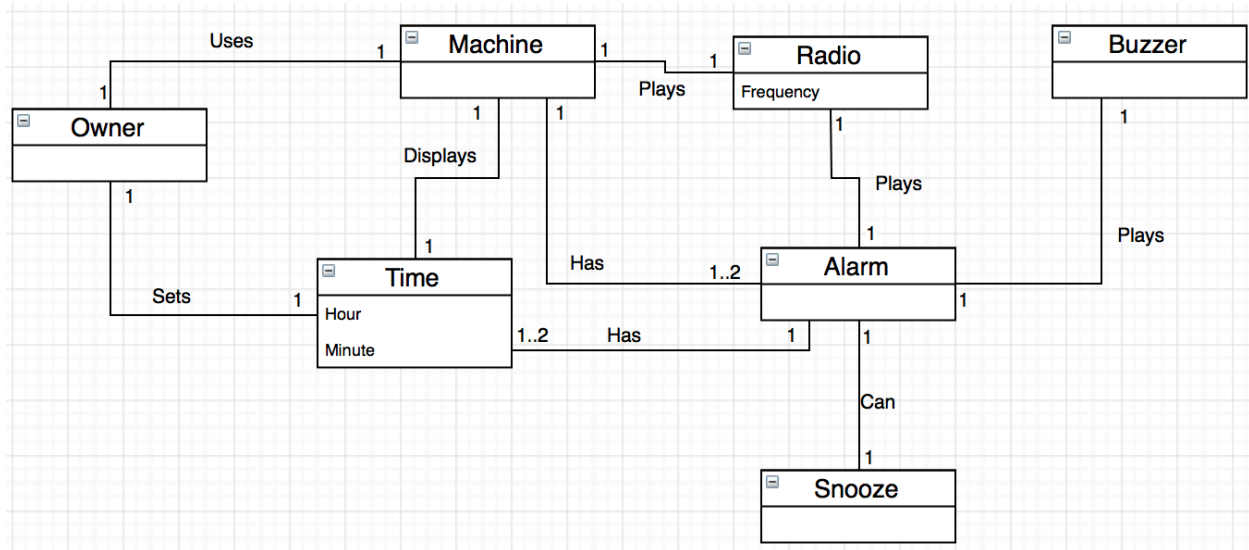 Uses
1
Machine
1
1
Plays
Radio
Frequency
Buzzer
1
Owner
1
1
1
1
1
Displays
Plays
1
1
Plays
Has
1..2
Alarm
1
Time
Hour
Minute
Sets
1
1..2
Has
1
1
Can
1
Snooze